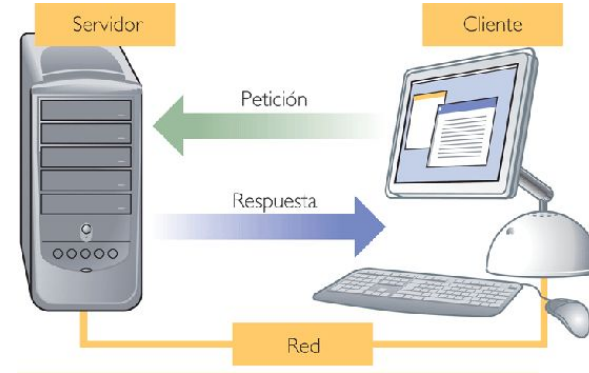 Servidor
Cliente
Petición
Respuesta
Red